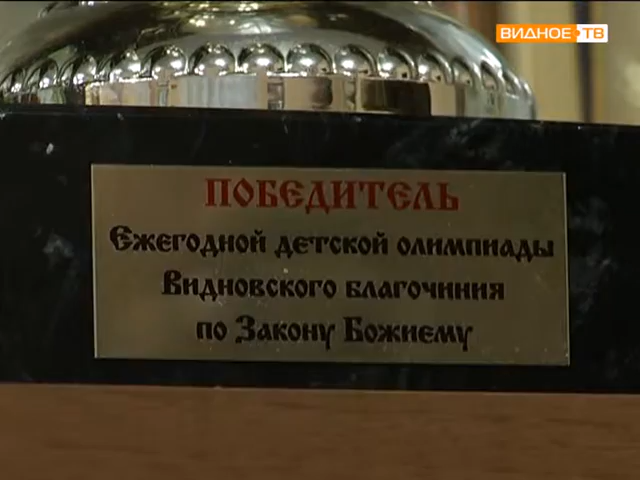 ВИДНОЕ ТВ
ПОБЕДИТЕЛЬ
Ежегодной детской олимпиады
Видновского благочиния
по Закону Божиему